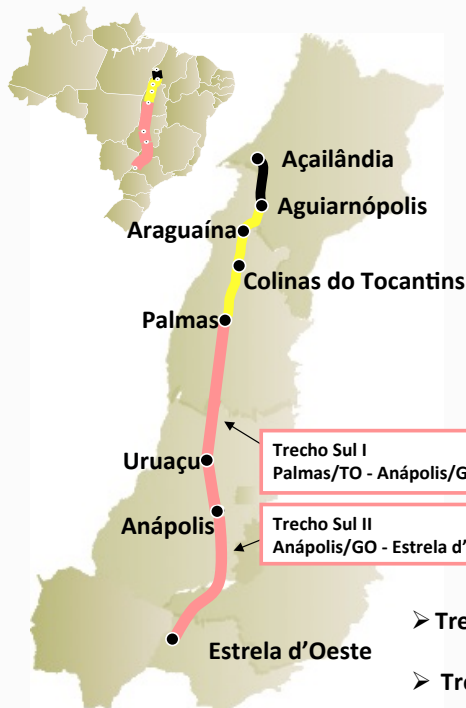 Açailândia
Aguiarnópolis
Araguaína
Colinas do Tocantins
Palmas
Trecho Sul I
Palmas/TO - Anápolis/G
Uruaçu
Anápolis
Trecho Sul II
Anápolis/GO - Estrela d’
➢ Tre
Estrela d’Oeste
➢ Tre